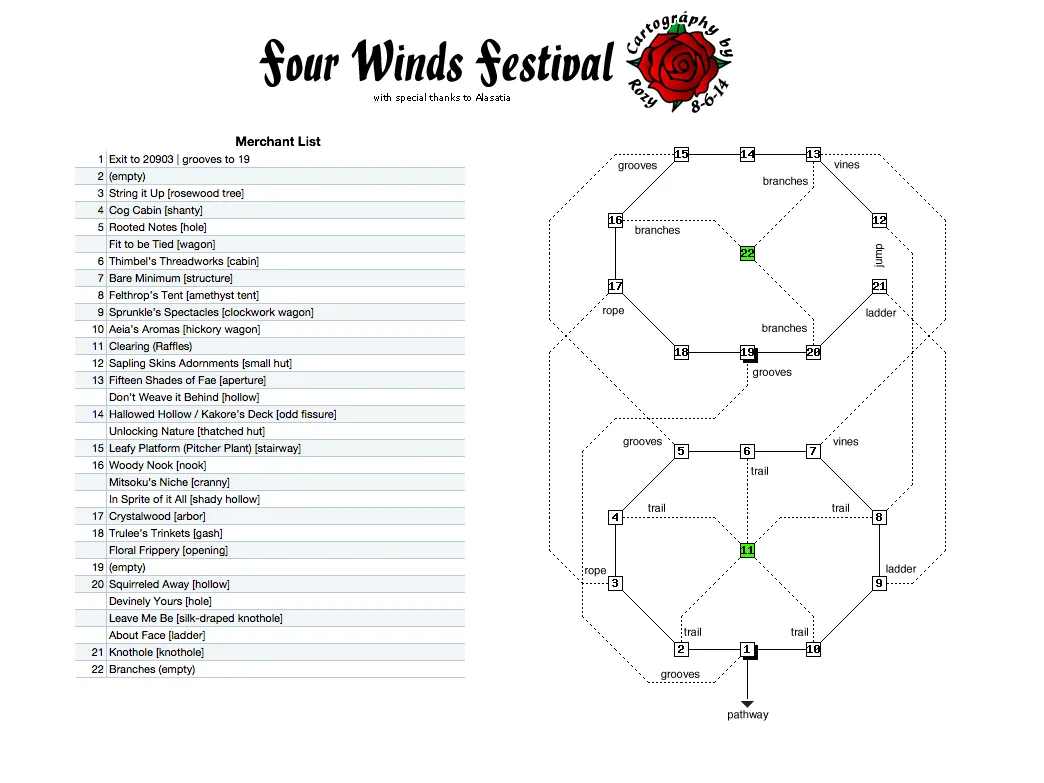 Four Winds Festival
with special thanks to Alasatia
Cartography by
Rozy 8-6-14
Merchant List
1 Exit to 20903 | grooves to 19
2 (empty)
3 String it Up [rosewood tree]
4 Cog Cabin [shanty]
5 Rooted Notes [hole]
Fit to be Tied [wagon]
6 Thimbel's Threadworks [cabin]
7 Bare Minimum [structure]
8 Felthrop's Tent [amethyst tent]
9 Sprunkle's Spectacles [clockwork wagon]
10 Aeia's Aromas [hickory wagon]
11 Clearing (Raffles)
12 Sapling Skins Adornments [small hut]
13 Fifteen Shades of Fae [aperture]
Don't Weave it Behind [hollow]
14 Hallowed Hollow / Kakore's Deck [odd fissure]
Unlocking Nature [thatched hut]
15 Leafy Platform (Pitcher Plant) [stairway]
16 Woody Nook [nook]
Mitsoku's Niche [cranny]
In Sprite of it All [shady hollow]
17 Crystalwood [arbor]
18 Trulee's Trinkets [gash]
Floral Frippery [opening]
19 (empty)
20 Squirreled Away [hollow]
Devinely Yours [hole]
Leave Me Be [silk-draped knothole]
About Face [ladder]
21 Knothole [knothole]
22 Branches (empty)
15 14 13
grooves vines
branches
16 12
branches
22 jump
17 21
rope ladder
branches
18 19 20
grooves
grooves vines
5 6 7
trail
trail trail
4 8
11
rope ladder
3 9
trail trail
2 1 10
grooves
pathway